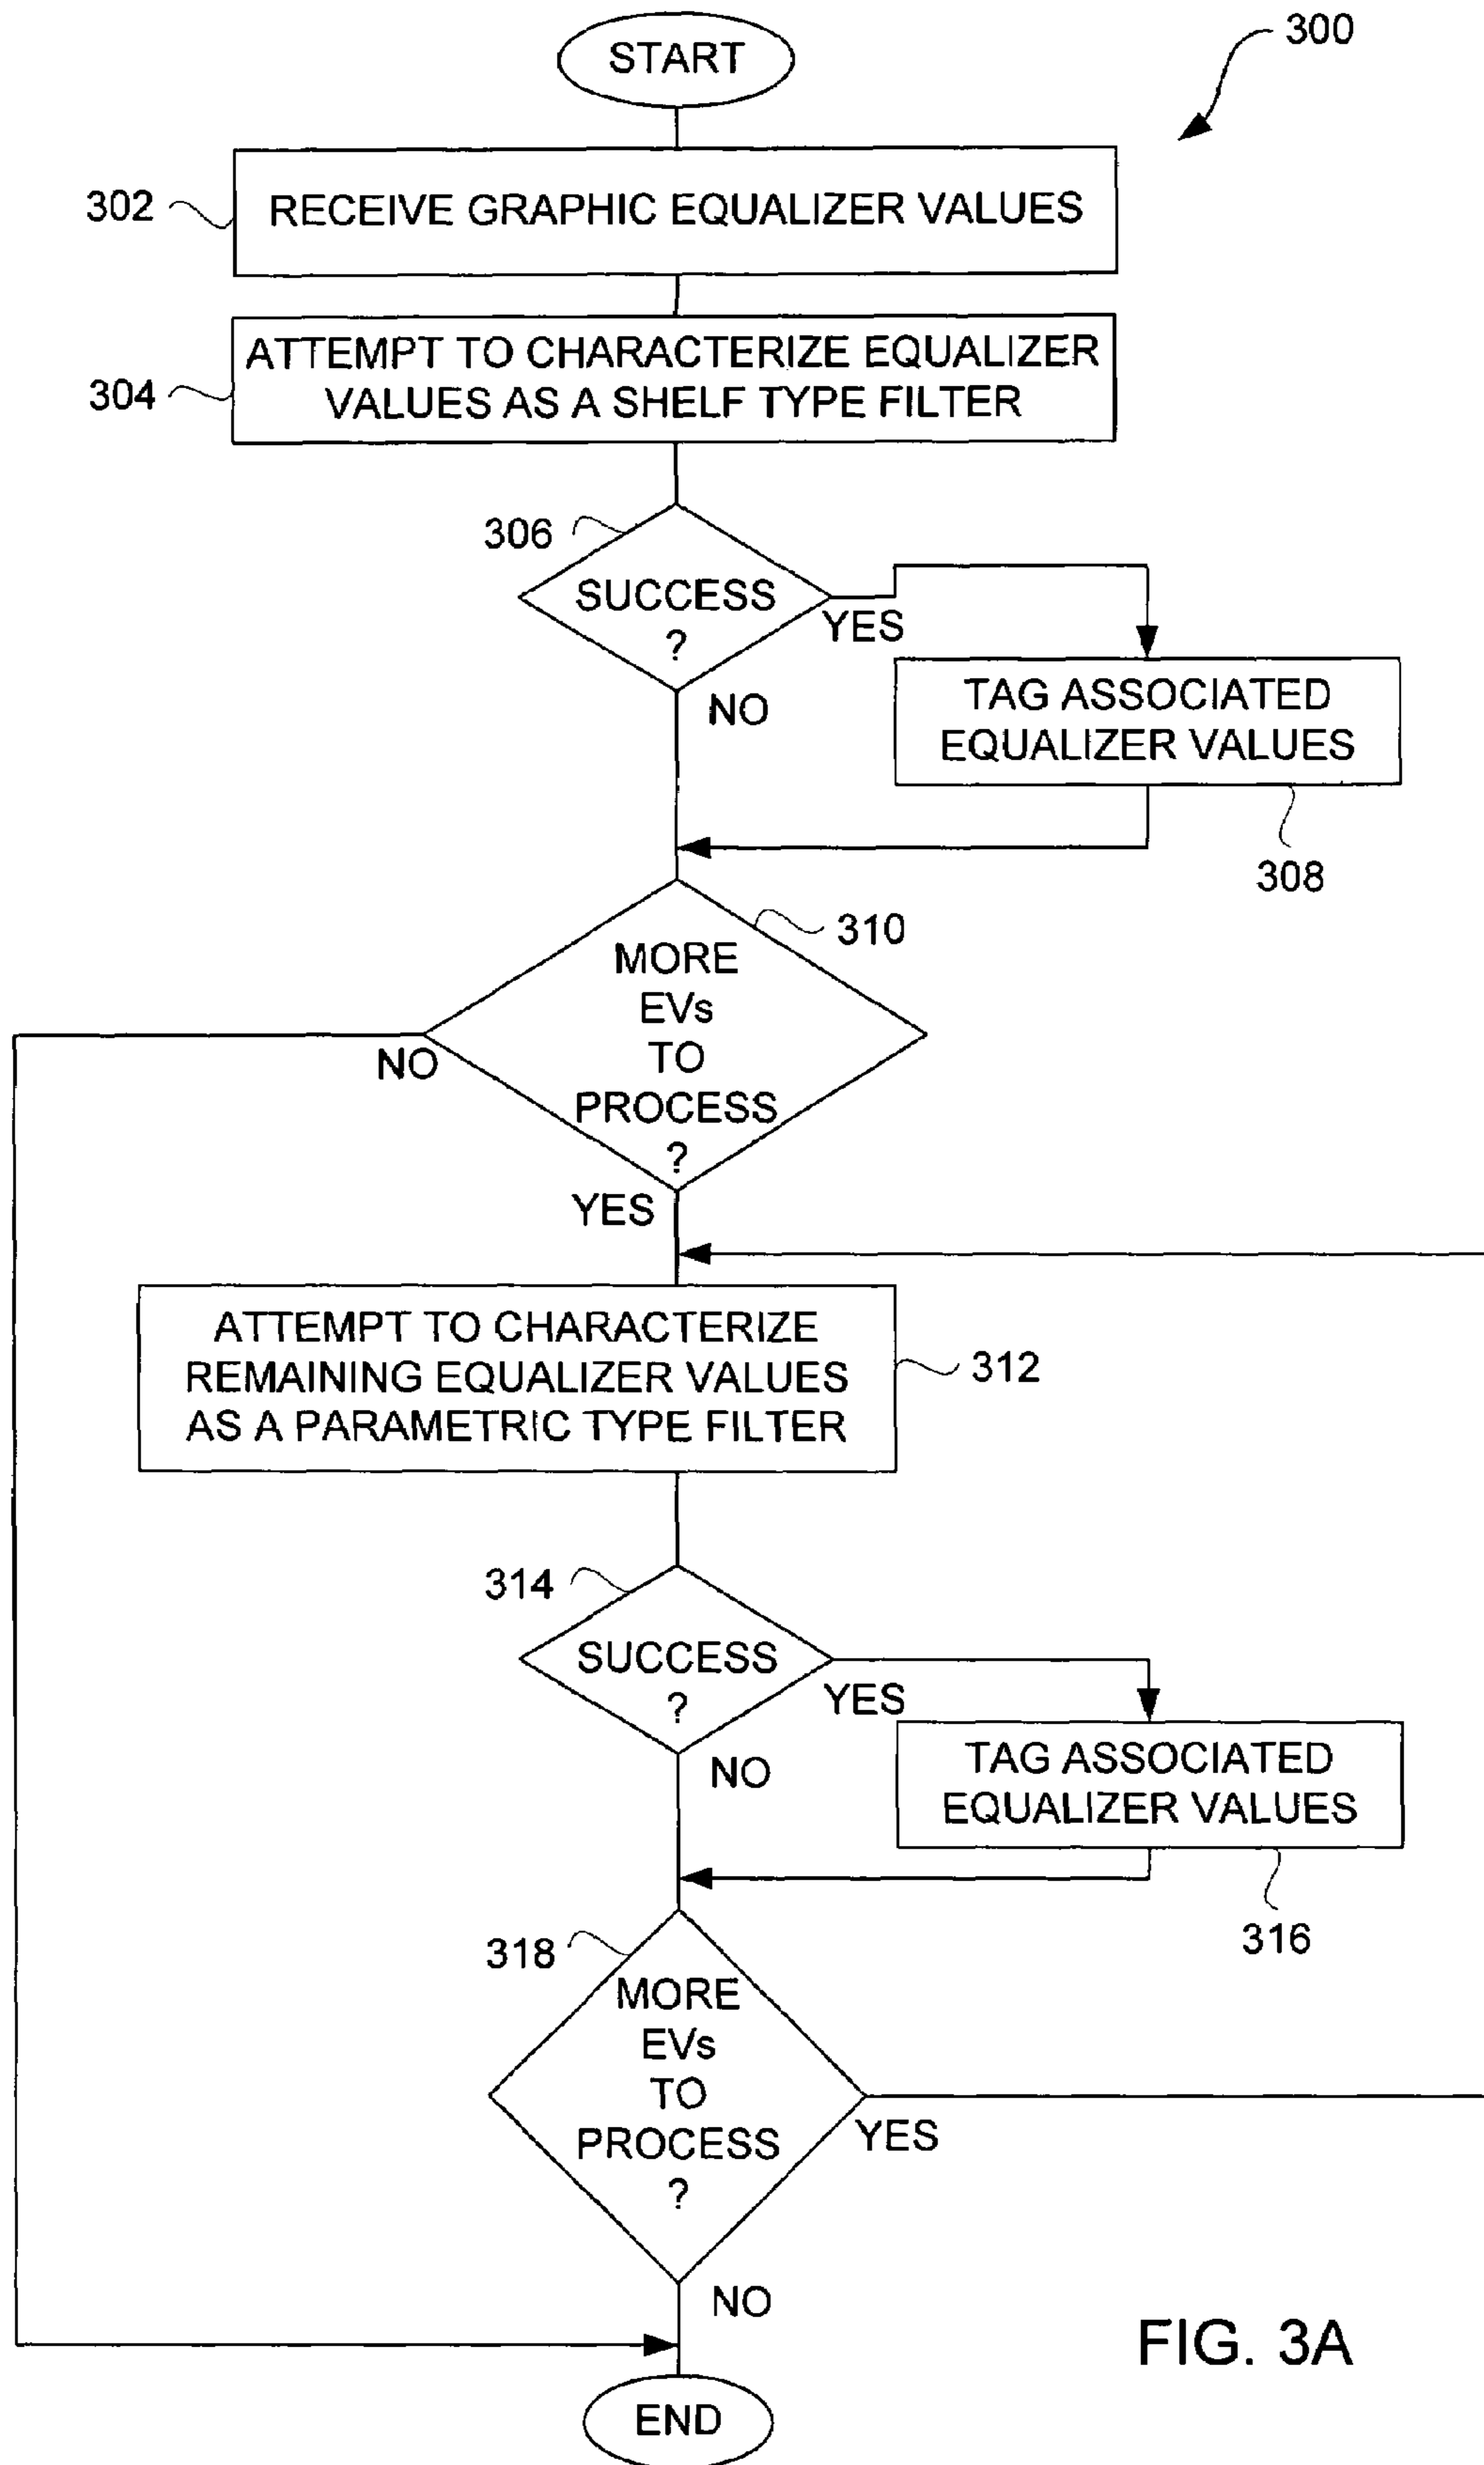 START
300
302
RECEIVE GRAPHIC EQUALIZER VALUES
304
ATTEMPT TO CHARACTERIZE EQUALIZER
VALUES AS A SHELF TYPE FILTER
306
SUCCESS
?
YES
NO
TAG ASSOCIATED
EQUALIZER VALUES
308
310
MORE
EVs
TO
PROCESS
?
NO
YES
ATTEMPT TO CHARACTERIZE
REMAINING EQUALIZER VALUES
AS A PARAMETRIC TYPE FILTER
312
314
SUCCESS
?
YES
NO
TAG ASSOCIATED
EQUALIZER VALUES
316
318
MORE
EVs
TO
PROCESS
?
YES
NO
END
FIG. 3A